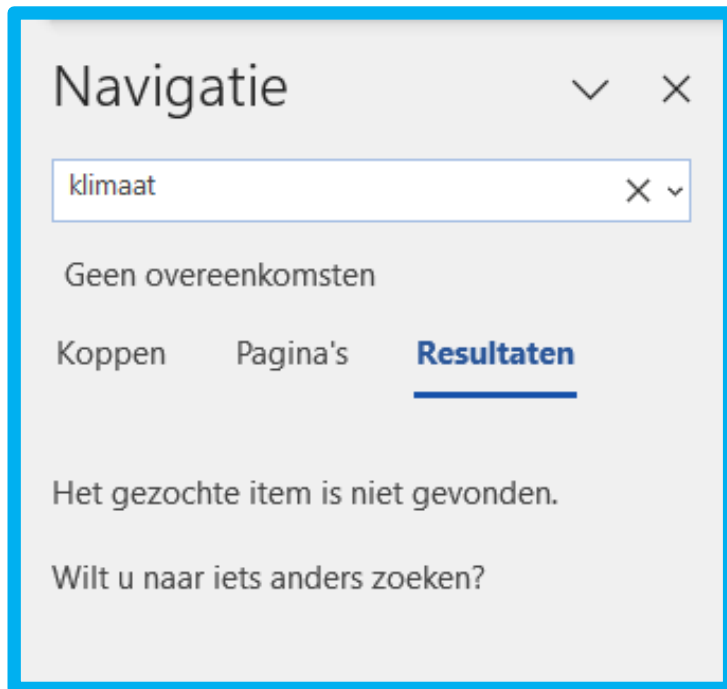 Navigatie
klimaat
Geen overeenkomsten
Koppen Pagina's Resultaten
Het gezochte item is niet gevonden.
Wilt u naar iets anders zoeken?